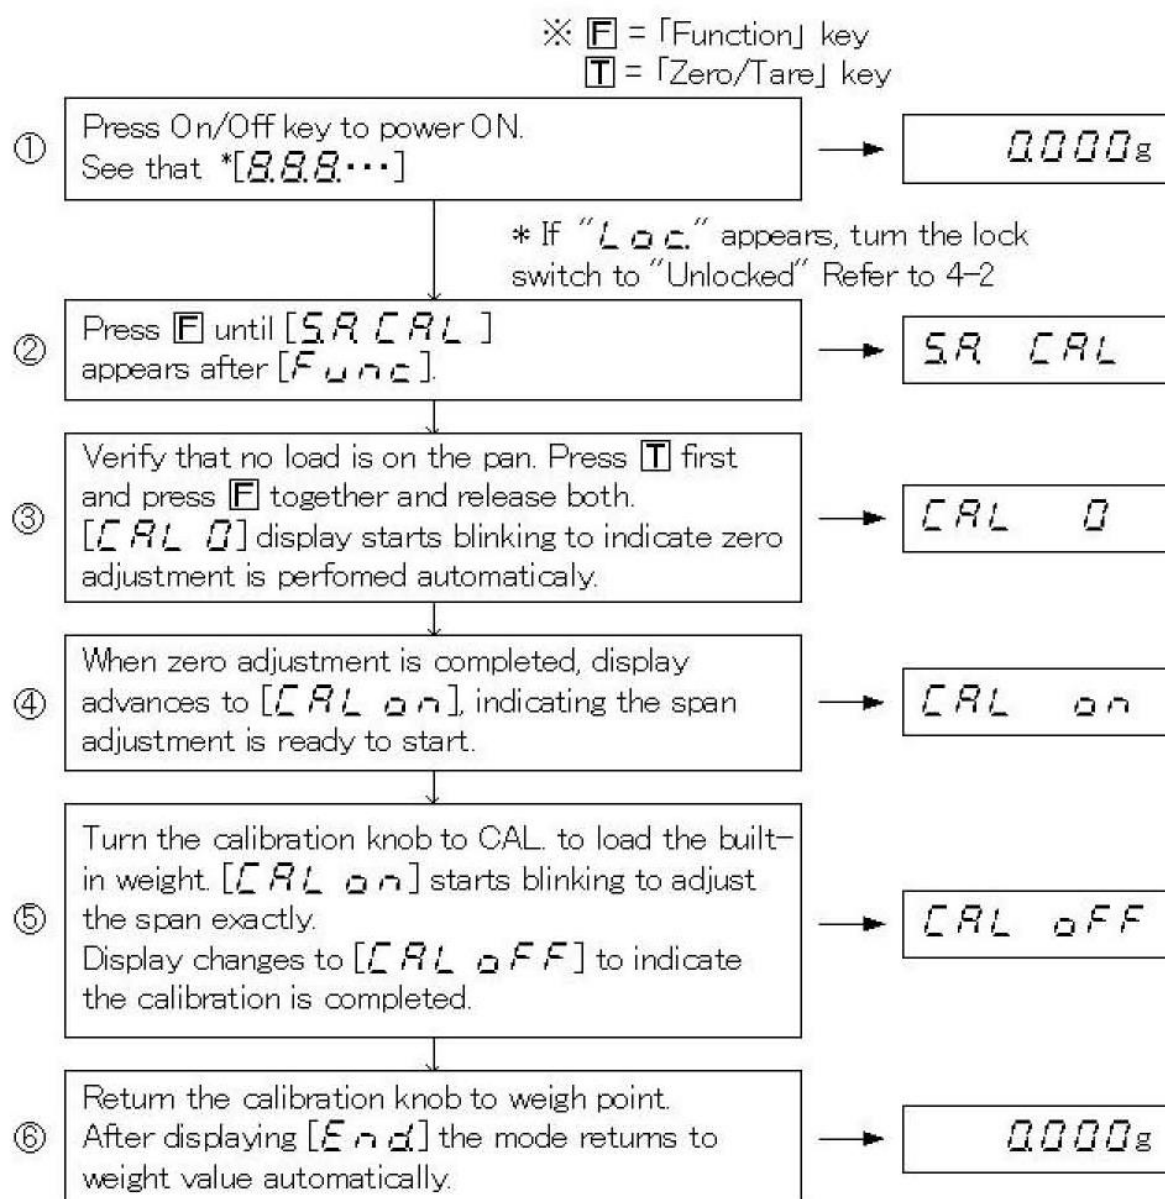 ※ F = 「Function」 key
T = 「Zero/Tare」 key
① Press On/Off key to power ON.
See that *[8.8.8.···]
0.000g
* If "Loc." appears, turn the lock
switch to "Unlocked" Refer to 4-2
② Press F until [S.A. CAL ]
appears after [Func].
S.A. CAL
③ Verify that no load is on the pan. Press T first
and press F together and release both.
[CAL 0] display starts blinking to indicate zero
adjustment is perfomed automaticaly.
CAL 0
④ When zero adjustment is completed, display
advances to [CAL on], indicating the span
adjustment is ready to start.
CAL on
⑤ Turn the calibration knob to CAL. to load the built-
in weight. [CAL on] starts blinking to adjust
the span exactly.
Display changes to [CAL oFF] to indicate
the calibration is completed.
CAL oFF
⑥ Return the calibration knob to weigh point.
After displaying [End.] the mode returns to
weight value automatically.
0.000g